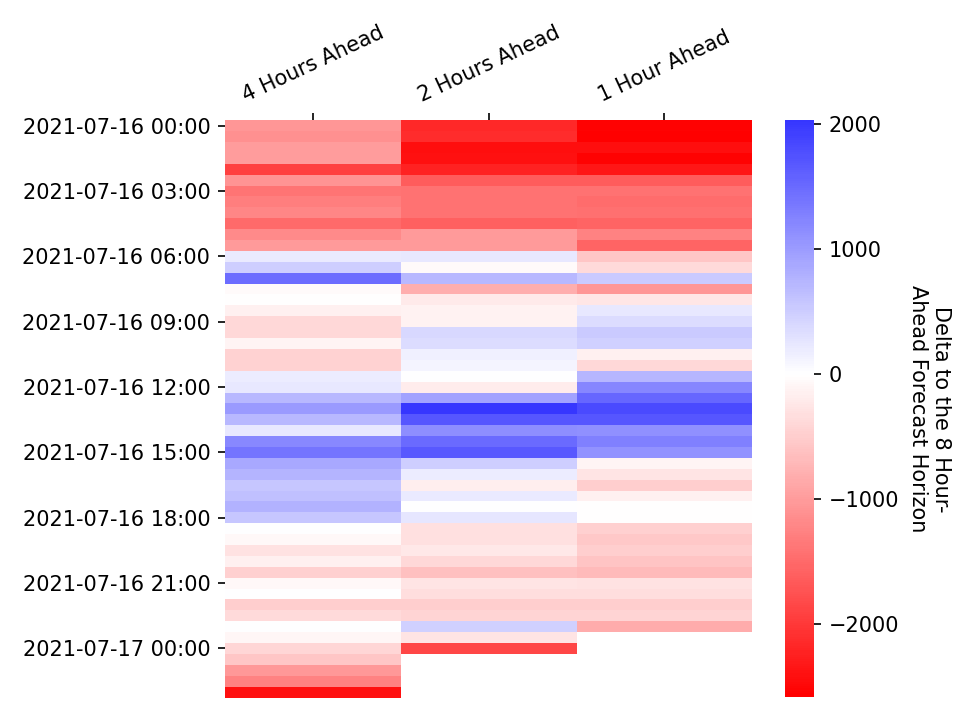 4 Hours Ahead
2 Hours Ahead
1 Hour Ahead
2021-07-16 00:00
2021-07-16 03:00
2021-07-16 06:00
2021-07-16 09:00
2021-07-16 12:00
2021-07-16 15:00
2021-07-16 18:00
2021-07-16 21:00
2021-07-17 00:00
2000
1000
0
−1000
−2000
Delta to the 8 Hour-
Ahead Forecast Horizon